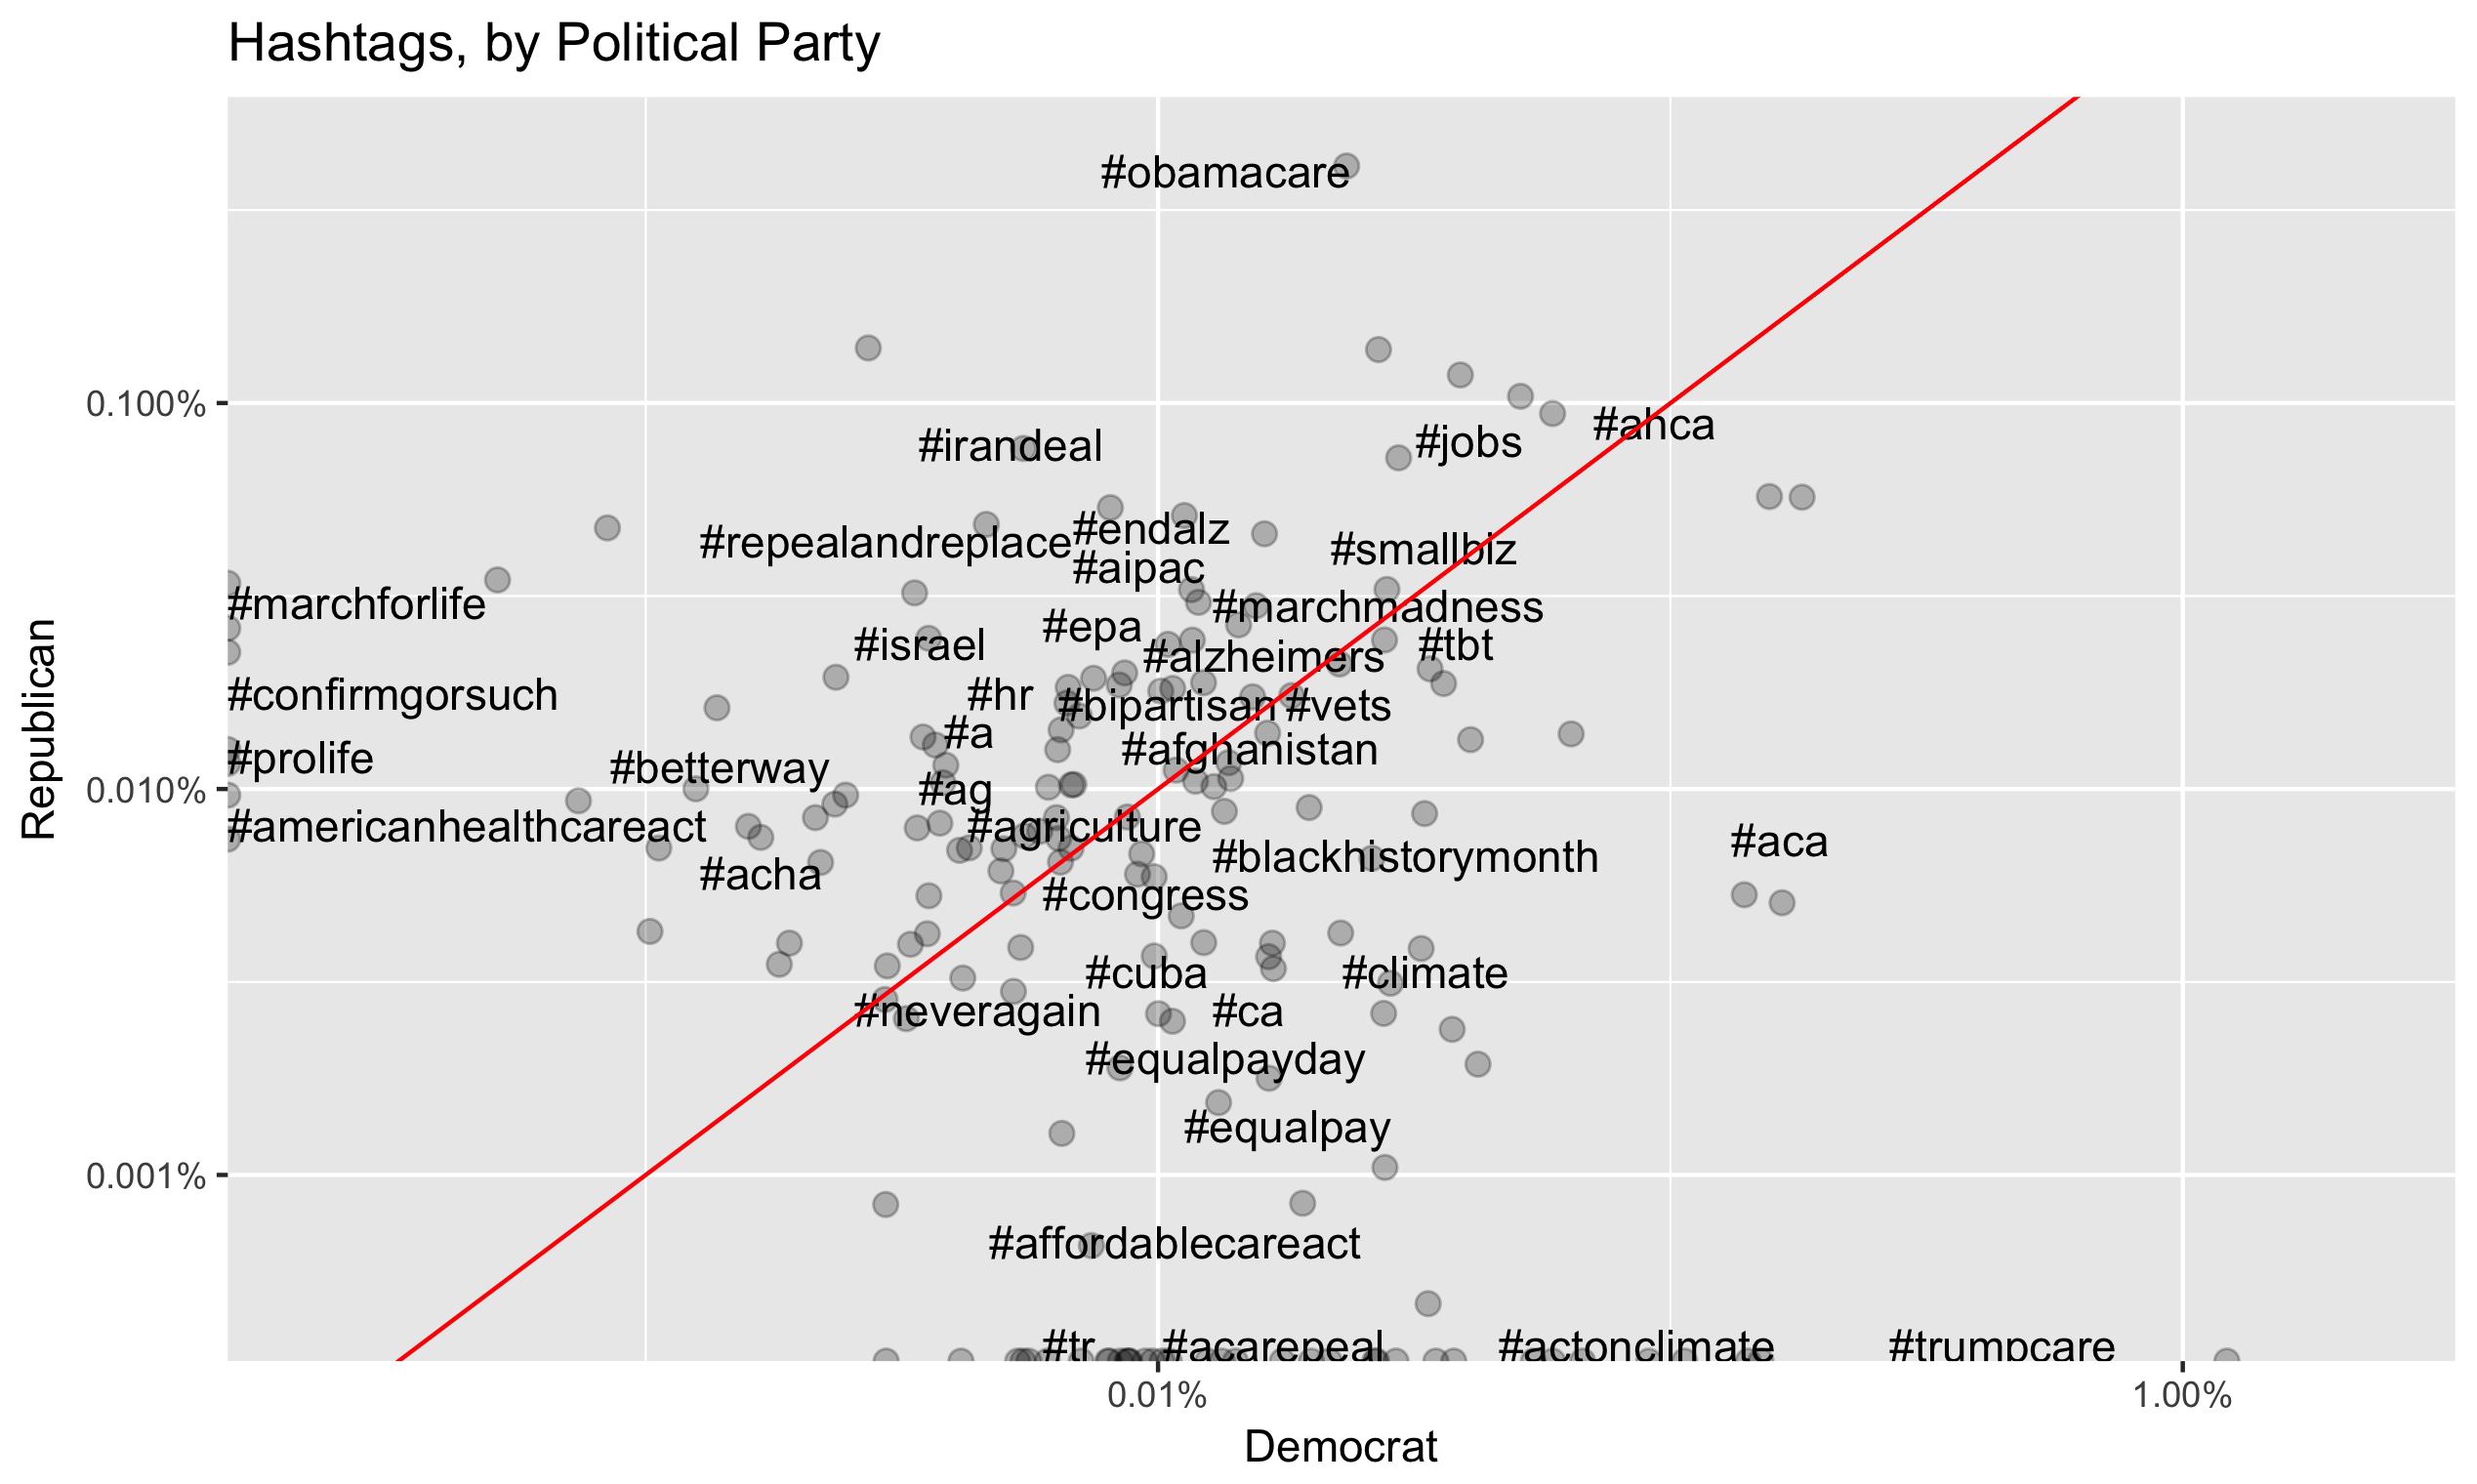 Hashtags, by Political Party
#obamacare
0.100%
#ahca
#jobs
#irandeal
#endalz
#repealandreplace
#smallbiz
#aipac
#marchforlife
#marchmadness
#epa
#israel
#tbt
#alzheimers
#confirmgorsuch
#hr
#bipartisan
#vets
#a
#afghanistan
#prolife
#betterway
0.010%
#ag
#americanhealthcareact
#agriculture
#aca
#blackhistorymonth
#acha
#congress
#cuba
#climate
#neveragain
#ca
#equalpayday
#equalpay
0.001%
#affordablecareact
#tr
#acarepeal
#actonclimate
#trumpcare
0.01%
1.00%
Democrat
Republican